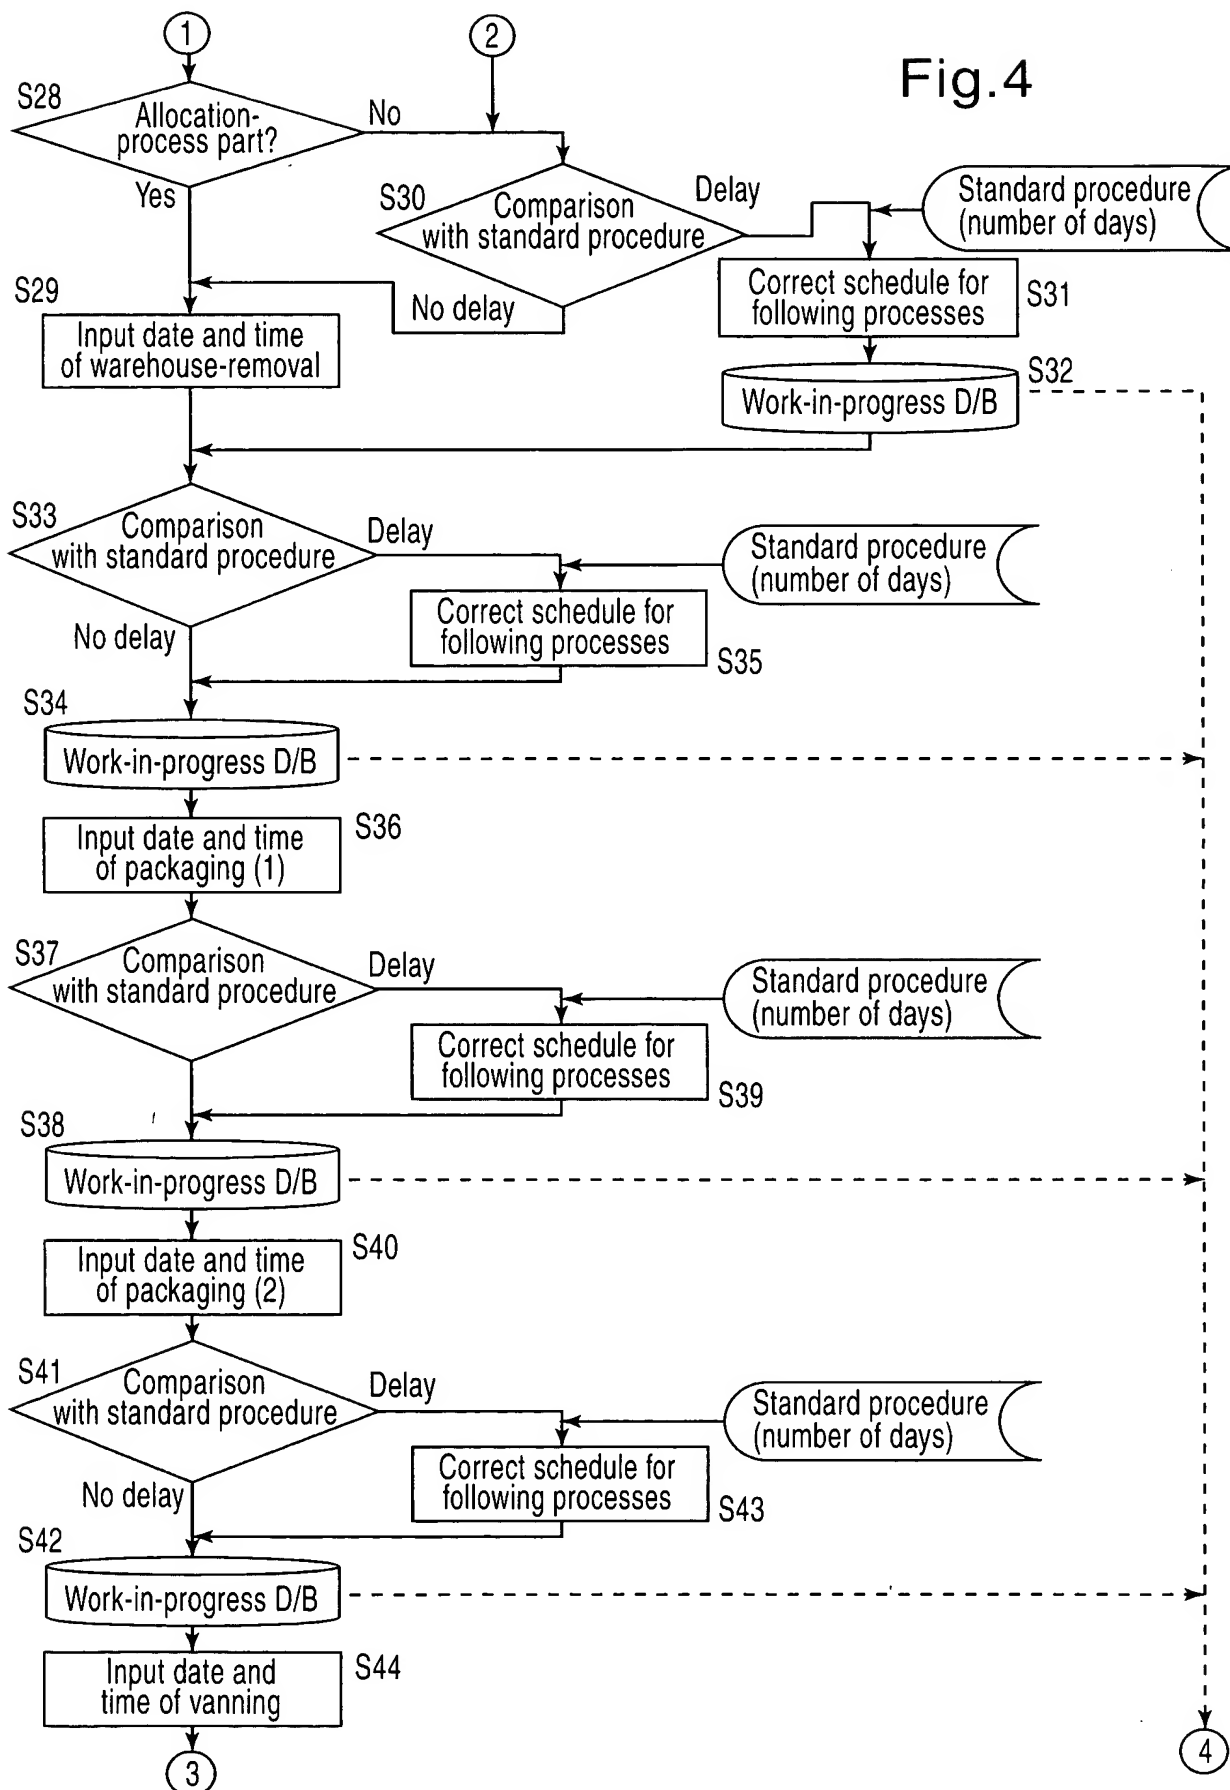 1
2
Fig.4
S28
Allocation-
process part?
No
Yes
S30
Comparison
with standard procedure
Delay
Standard procedure
(number of days)
S29
Input date and time
of warehouse-removal
No delay
Correct schedule for
following processes
S31
S32
Work-in-progress D/B
S33
Comparison
with standard procedure
Delay
Standard procedure
(number of days)
No delay
Correct schedule for
following processes
S35
S34
Work-in-progress D/B
Input date and time
of packaging (1)
S36
S37
Comparison
with standard procedure
Delay
Standard procedure
(number of days)
Correct schedule for
following processes
S39
S38
Work-in-progress D/B
Input date and time
of packaging (2)
S40
S41
Comparison
with standard procedure
Delay
Standard procedure
(number of days)
No delay
Correct schedule for
following processes
S43
S42
Work-in-progress D/B
Input date and
time of vanning
S44
3
4